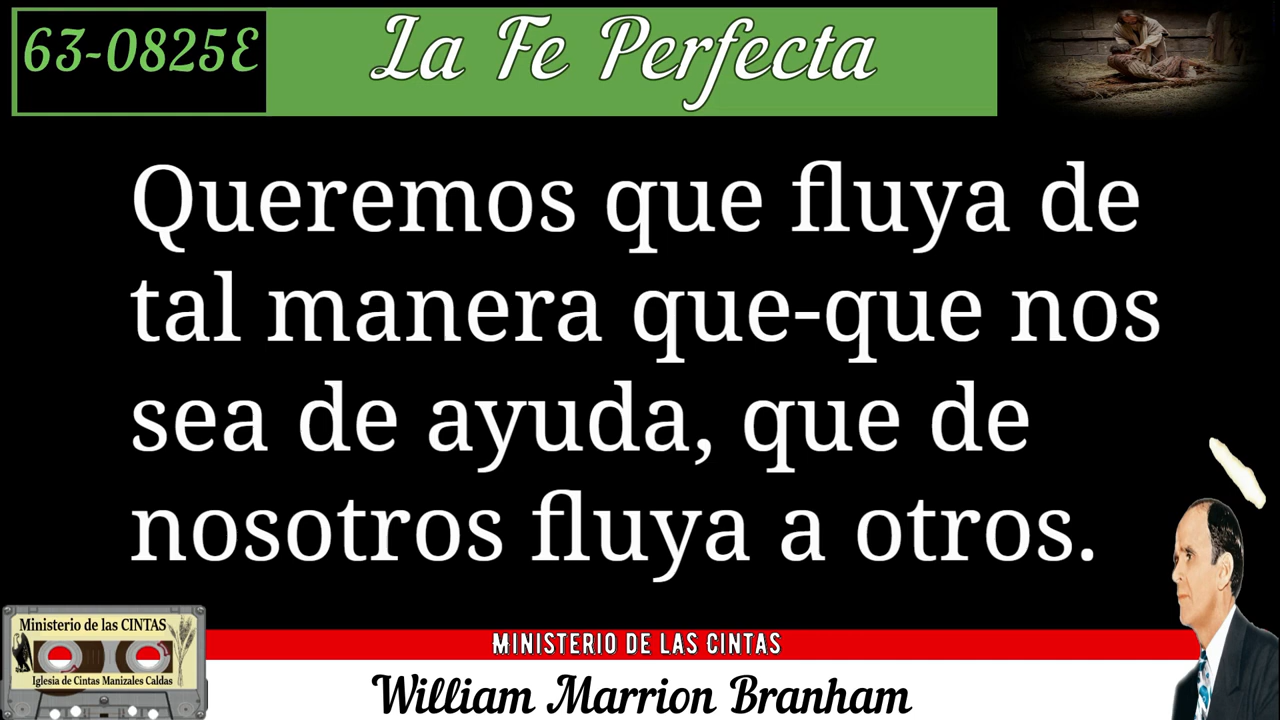 63-0825E
La Fe Perfecta
Queremos que fluya de
tal manera que-que nos
sea de ayuda, que de
nosotros fluya a otros.
Ministerio de las CINTAS
Iglesia de Cintas Manizales Caldas
MINISTERIO DE LAS CINTAS
William Marrion Branham